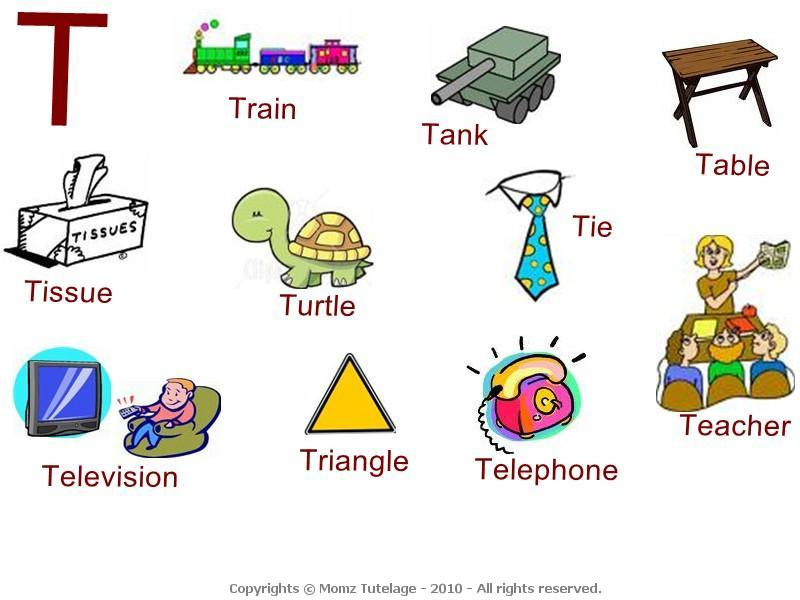 T
Train
Tank
Table
TISSUES
Tissue
Turtle
Tie
Teacher
Television
Triangle
Telephone
Copyrights © Momz Tutelage - 2010 - All rights reserved.